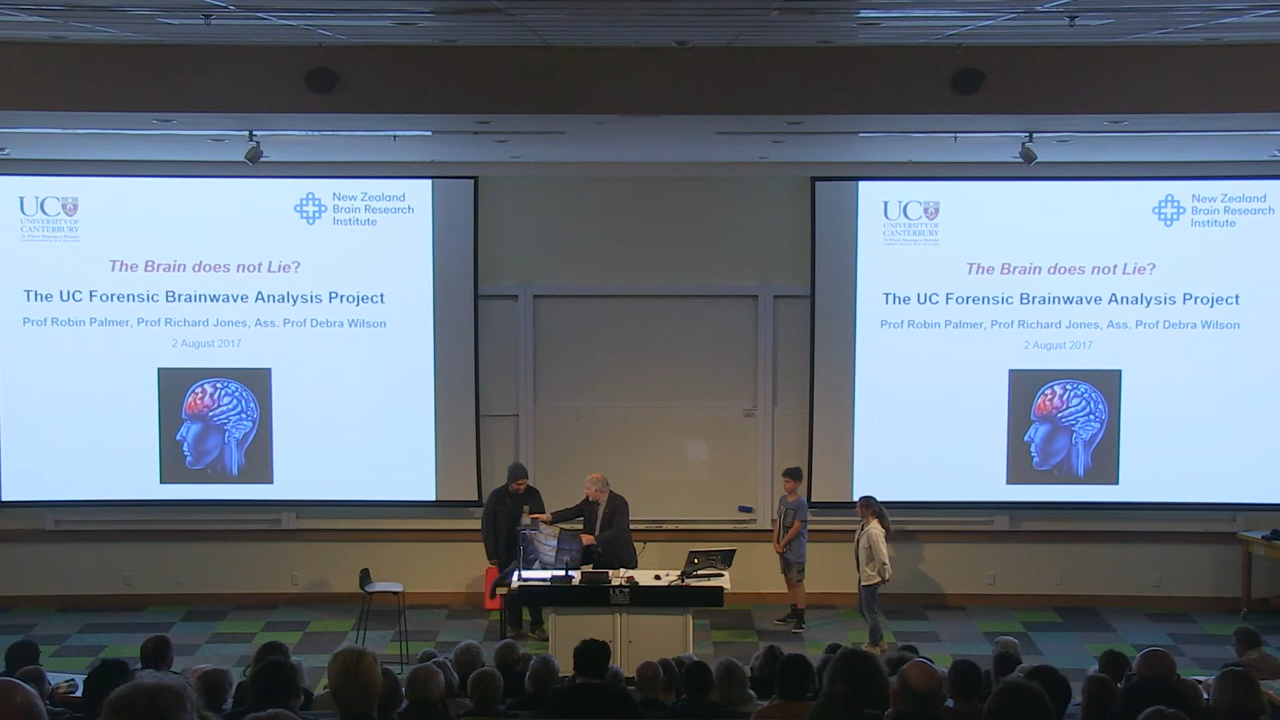 UC
UNIVERSITY OF
CANTERBURY
New Zealand
Brain Research
Institute
The Brain does not Lie?
The UC Forensic Brainwave Analysis Project
Prof Robin Palmer, Prof Richard Jones, Ass. Prof Debra Wilson
2 August 2017
UC
UNIVERSITY OF
CANTERBURY
New Zealand
Brain Research
Institute
The Brain does not Lie?
The UC Forensic Brainwave Analysis Project
Prof Robin Palmer, Prof Richard Jones, Ass. Prof Debra Wilson
2 August 2017
UC